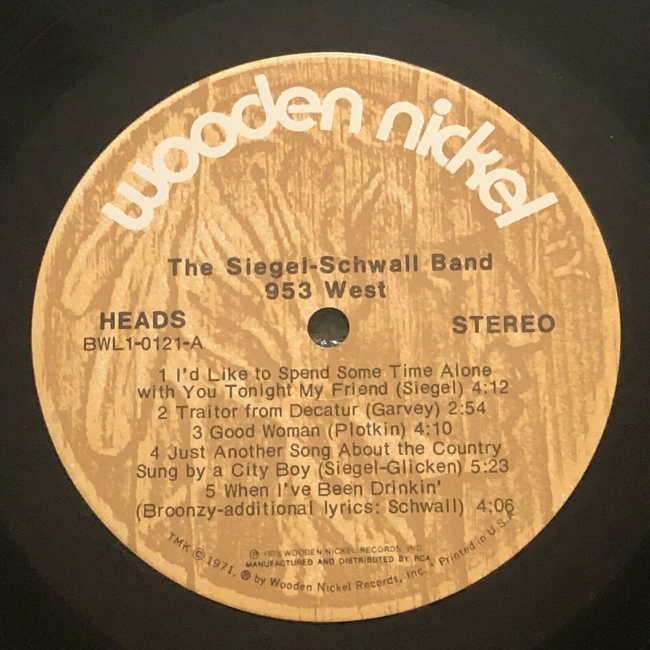 wooden nickel
The Siegel-Schwall Band
953 West
HEADS
STEREO
BWL1-0121-A
1 I'd Like to Spend Some Time Alone
with You Tonight My Friend (Siegel) 4:12
2 Traitor from Decatur (Garvey) 2:54
3 Good Woman (Plotkin) 4:10
4 Just Another Song About the Country
Sung by a City Boy (Siegel-Glicken) 5:23
5 When I've Been Drinkin'
(Broonzy-additional lyrics: Schwall) 4:06
Ⓟ 1973 WOODEN NICKEL RECORDS, INC.
MANUFACTURED AND DISTRIBUTED BY RCA
TMK © 1971, ® by Wooden Nickel Records, Inc. • Printed in U.S.A.